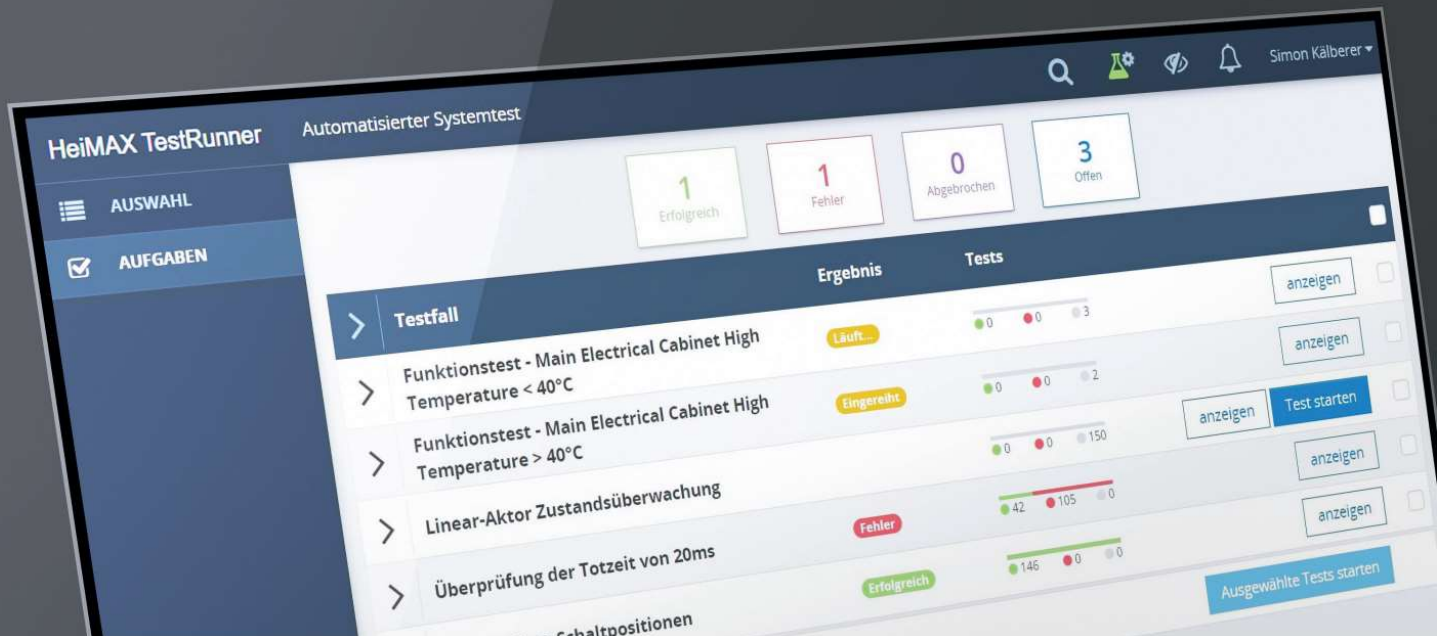 HeiMAX TestRunner
Automatisierter Systemtest
Simon Kälberer
AUSWAHL
AUFGABEN
1
Erfolgreich
1
Fehler
0
Abgebrochen
3
Offen
Testfall Ergebnis Tests
Funktionstest - Main Electrical Cabinet High
Temperature < 40°C
Läuft...
0 0 3
anzeigen
Funktionstest - Main Electrical Cabinet High
Temperature > 40°C
Eingereiht
0 0 2
anzeigen
Linear-Aktor Zustandsüberwachung
0 0 150
anzeigen Test starten
Überprüfung der Totzeit von 20ms
Fehler
42 105 0
anzeigen
Schaltpositionen
Erfolgreich
146 0 0
anzeigen
Ausgewählte Tests starten